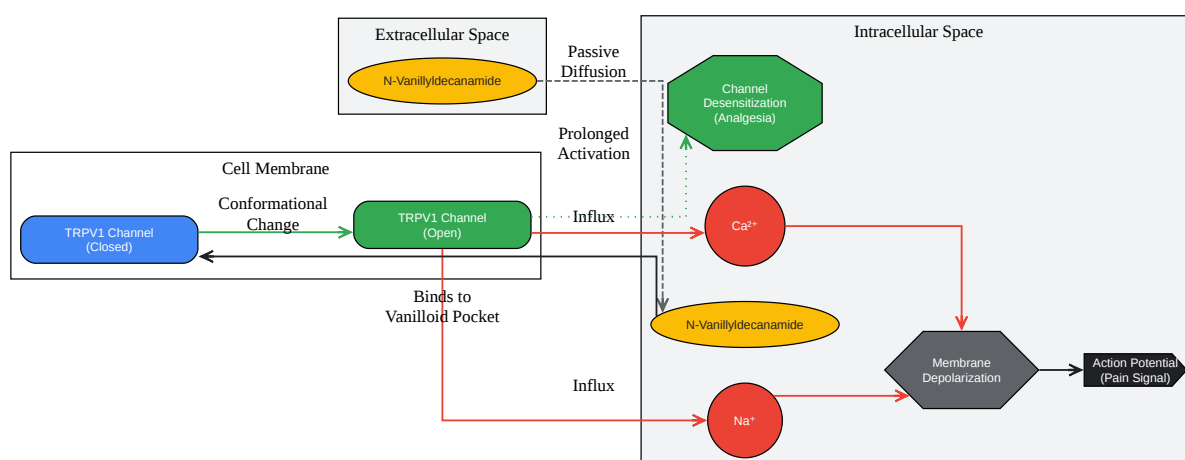 Extracellular Space
N-Vanillyldecanamide
Passive
Diffusion
Intracellular Space
Channel
Desensitization
(Analgesia)
Prolonged
Activation
Cell Membrane
TRPV1 Channel
(Closed)
Conformational
Change
TRPV1 Channel
(Open)
Influx
Ca²⁺
Binds to
Vanilloid Pocket
N-Vanillyldecanamide
Influx
Na⁺
Membrane
Depolarization
Action Potential
(Pain Signal)